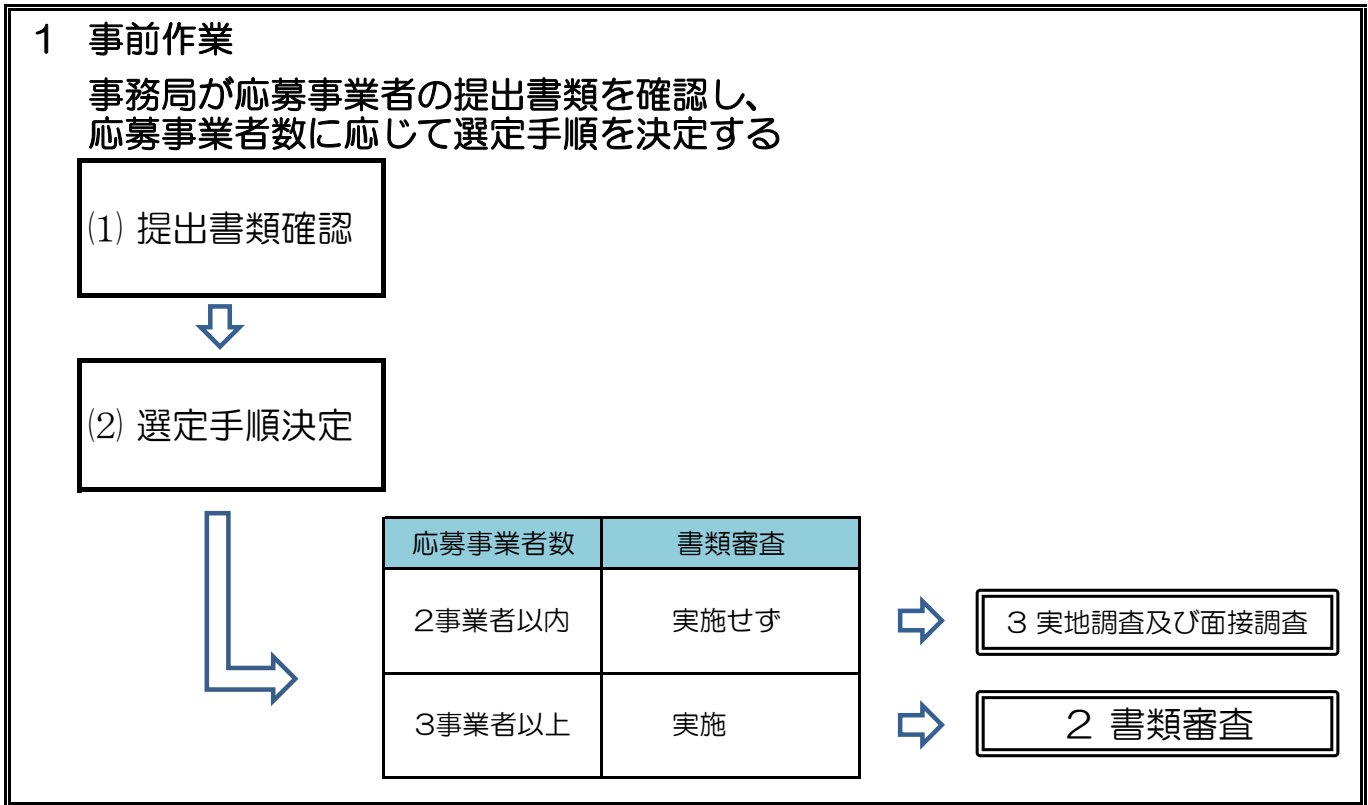 １ 事前作業
事務局が応募事業者の提出書類を確認し、
応募事業者数に応じて選定手順を決定する
⑴ 提出書類確認
⑵ 選定手順決定
応募事業者数 書類審査
２事業者以内 実施せず
３ 実地調査及び面接調査
３事業者以上 実施
２ 書類審査